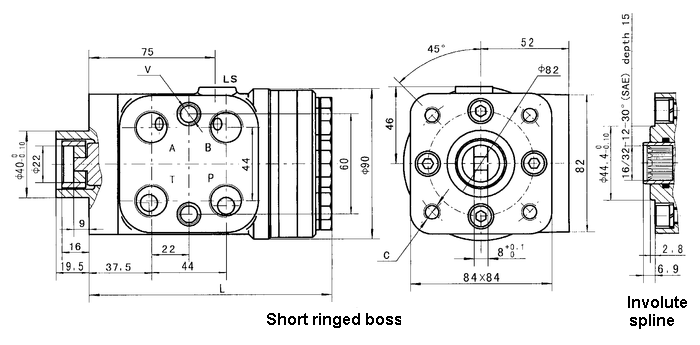 75
V
LS
A
B
T
P
44
60
Φ90
Φ40 0 -0.10
Φ22
9
16
19.5
37.5
22
44
L
45°
52
Φ82
46
82
C
8 +0.1 0
84×84
16/32-12-30°(SAE) depth 15
Φ44.4 0 -0.10
2.8
6.9
Short ringed boss
Involute
spline